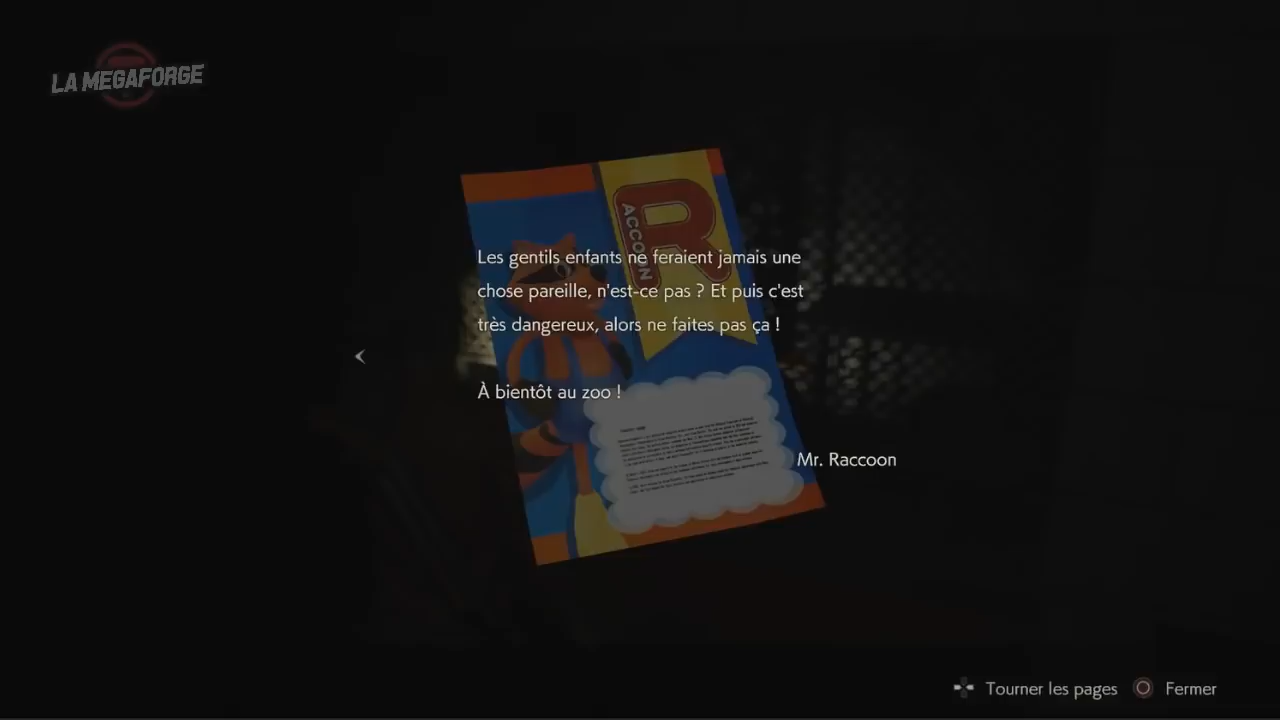 LA MEGAFORGE
R
ACCOON
Les gentils enfants ne feraient jamais une
chose pareille, n'est-ce pas ? Et puis c'est
très dangereux, alors ne faites pas ça !
À bientôt au zoo !
Mr. Raccoon
Tourner les pages
Fermer